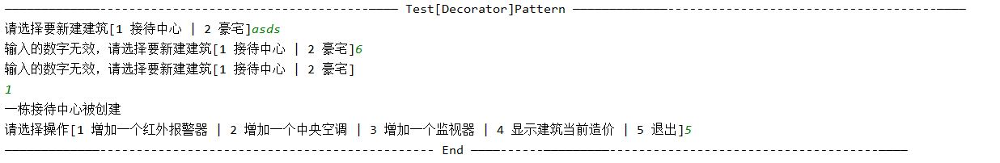 ———————————————————— Test[Decorator]Pattern ————————————————————
请选择要新建建筑[1 接待中心 | 2 豪宅]asds
输入的数字无效，请选择要新建建筑[1 接待中心 | 2 豪宅]6
输入的数字无效，请选择要新建建筑[1 接待中心 | 2 豪宅]
1
一栋接待中心被创建
请选择操作[1 增加一个红外报警器 | 2 增加一个中央空调 | 3 增加一个监视器 | 4 显示建筑当前造价 | 5 退出]5
———————————————————— End ————————————————————